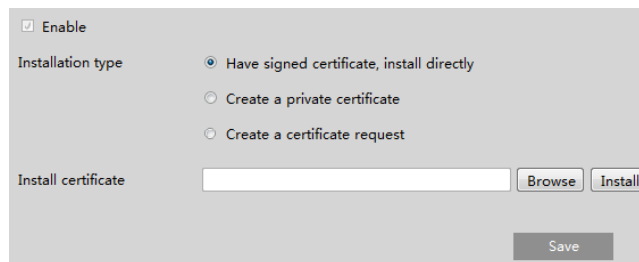 Enable
Installation type
Have signed certificate, install directly
Create a private certificate
Create a certificate request
Install certificate
Browse
Install
Save